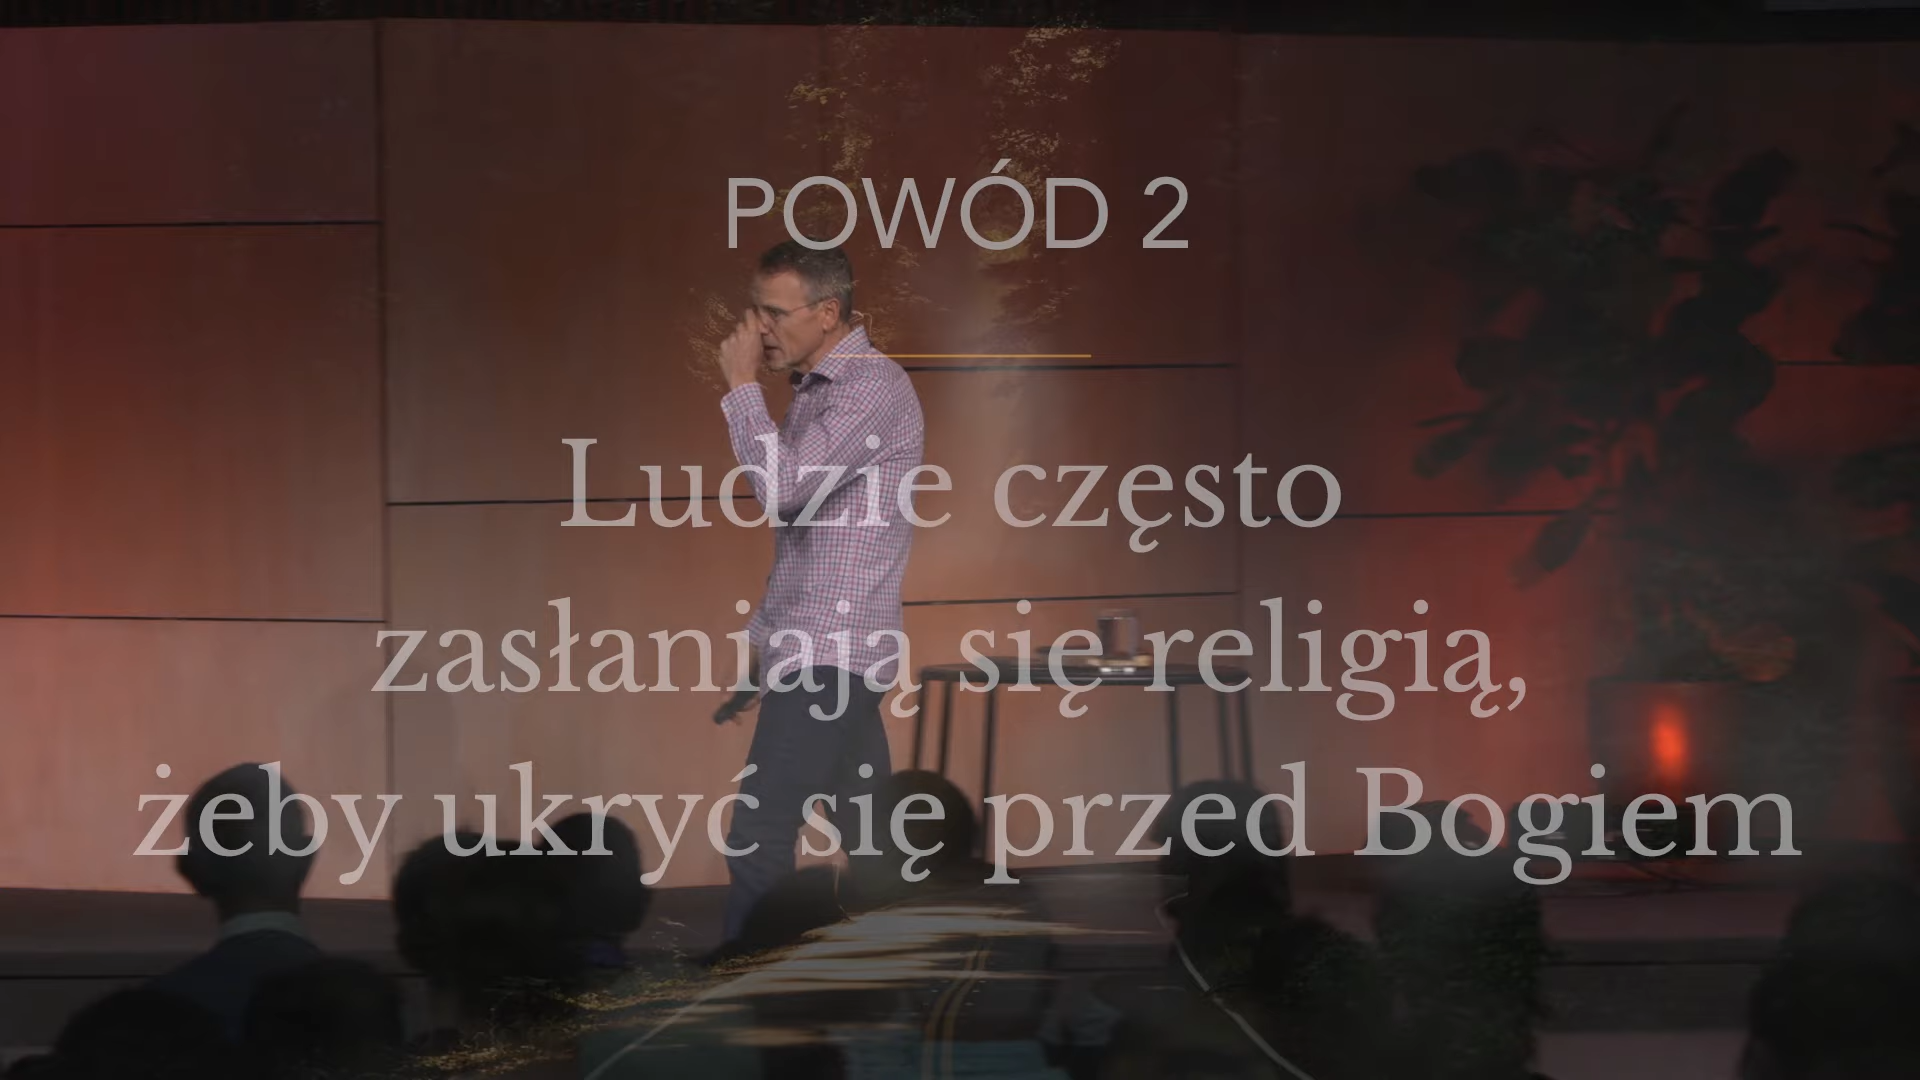 POWÓD 2
Ludzie często
zasłaniają się religią,
żeby ukryć się przed Bogiem